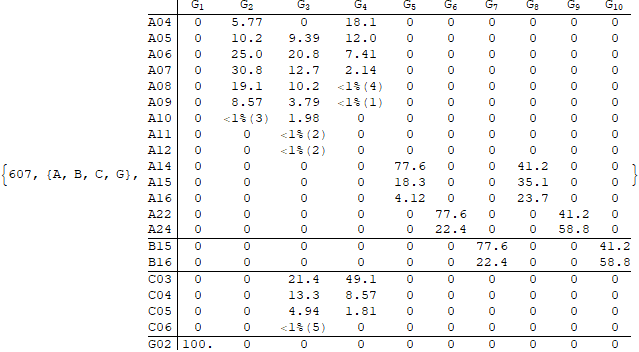 G1 G2 G3 G4 G5 G6 G7 G8 G9 G10
A04 0 5.77 0 18.1 0 0 0 0 0 0
A05 0 10.2 9.39 12.0 0 0 0 0 0 0
A06 0 25.0 20.8 7.41 0 0 0 0 0 0
A07 0 30.8 12.7 2.14 0 0 0 0 0 0
A08 0 19.1 10.2 <1%(4) 0 0 0 0 0 0
A09 0 8.57 3.79 <1%(1) 0 0 0 0 0 0
A10 0 <1%(3) 1.98 0 0 0 0 0 0 0
A11 0 0 <1%(2) 0 0 0 0 0 0 0
A12 0 0 <1%(2) 0 0 0 0 0 0 0
A14 0 0 0 0 77.6 0 0 41.2 0 0
{607, {A, B, C, G}, A15 0 0 0 0 18.3 0 0 35.1 0 0 }
A16 0 0 0 0 4.12 0 0 23.7 0 0
A22 0 0 0 0 0 77.6 0 0 41.2 0
A24 0 0 0 0 0 22.4 0 0 58.8 0
B15 0 0 0 0 0 0 77.6 0 0 41.2
B16 0 0 0 0 0 0 22.4 0 0 58.8
C03 0 0 21.4 49.1 0 0 0 0 0 0
C04 0 0 13.3 8.57 0 0 0 0 0 0
C05 0 0 4.94 1.81 0 0 0 0 0 0
C06 0 0 <1%(5) 0 0 0 0 0 0 0
G02 100. 0 0 0 0 0 0 0 0 0